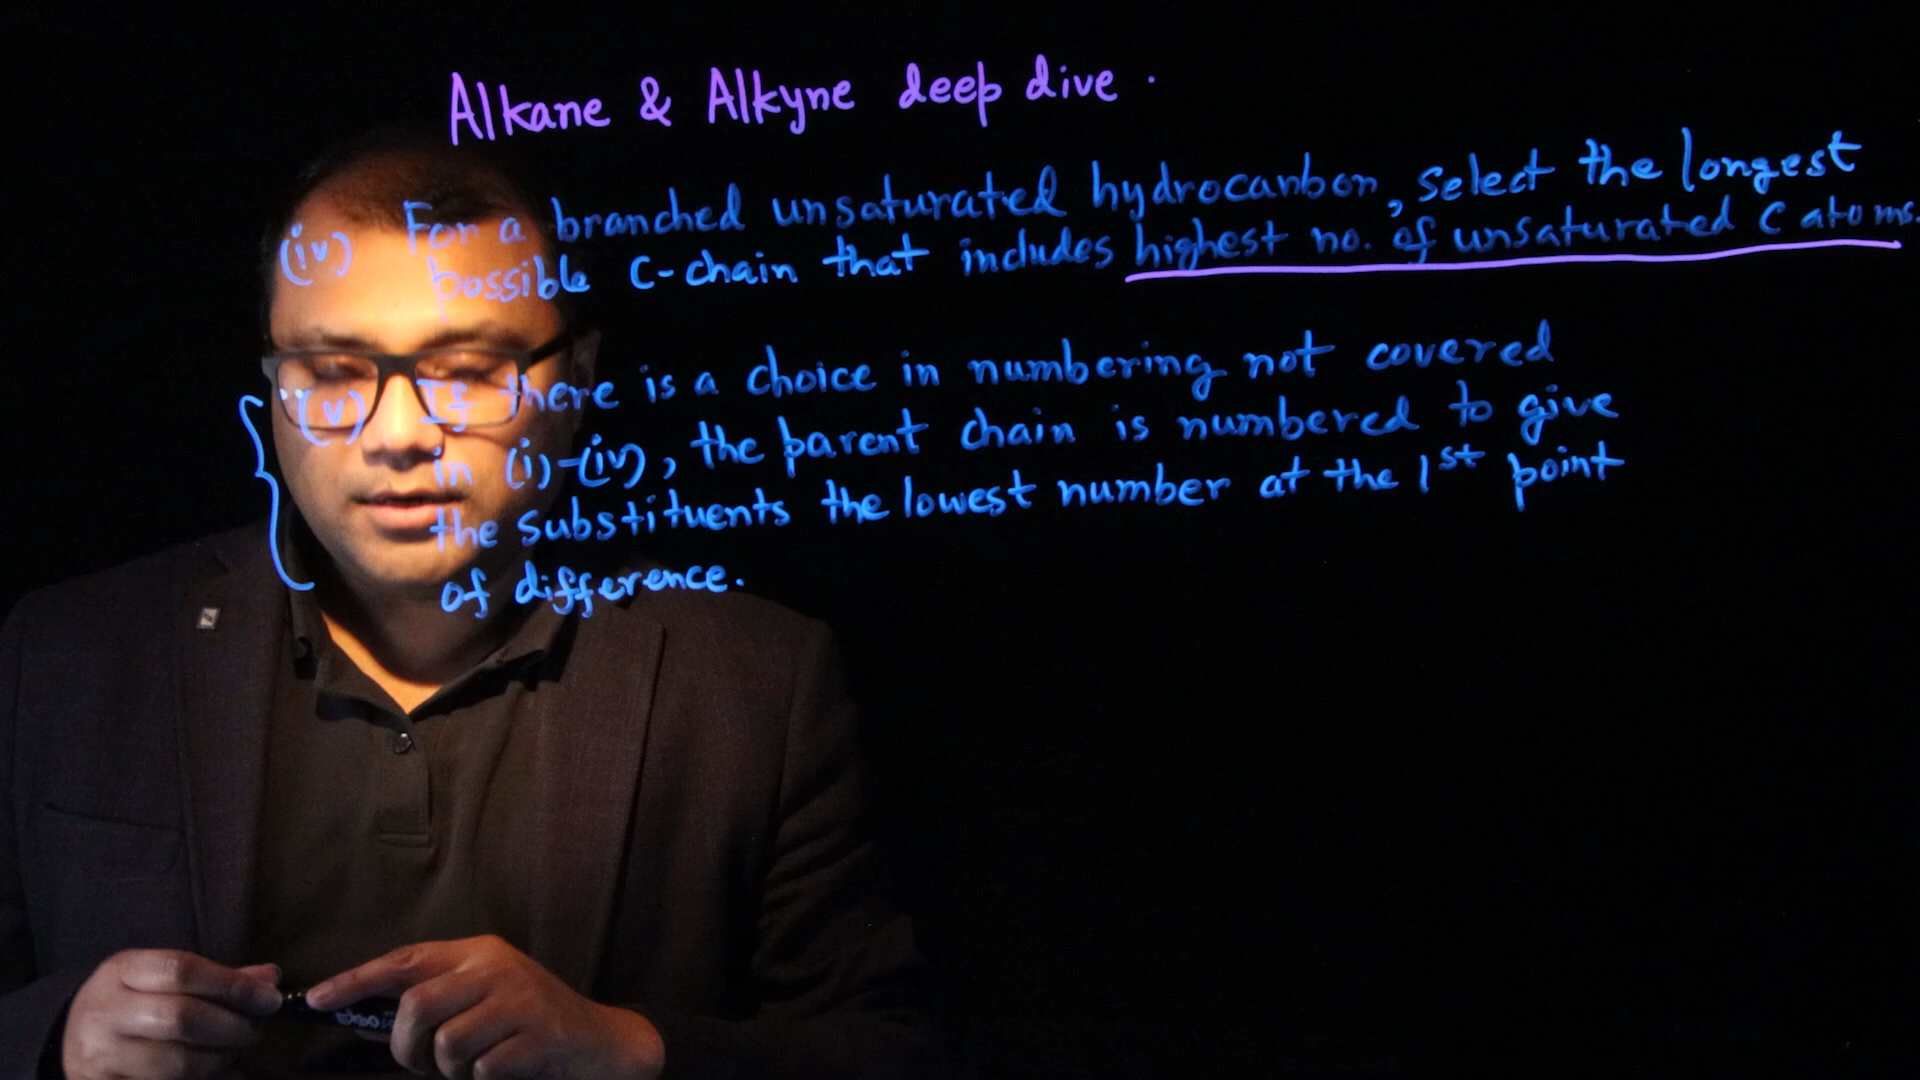 Alkane & Alkyne deep dive.
(iv) For a branched unsaturated hydrocarbon, select the longest
possible C-chain that includes highest no. of unsaturated C atoms.
(v) If there is a choice in numbering not covered
in (i)-(iv), the parent chain is numbered to give
the substituents the lowest number at the 1st point
of difference.